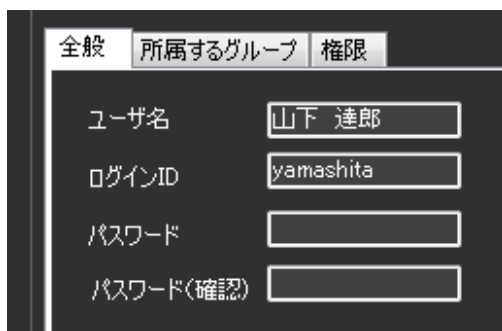 全般 所属するグループ 権限
ユーザ名 山下 達郎
ログインID yamashita
パスワード
パスワード(確認)